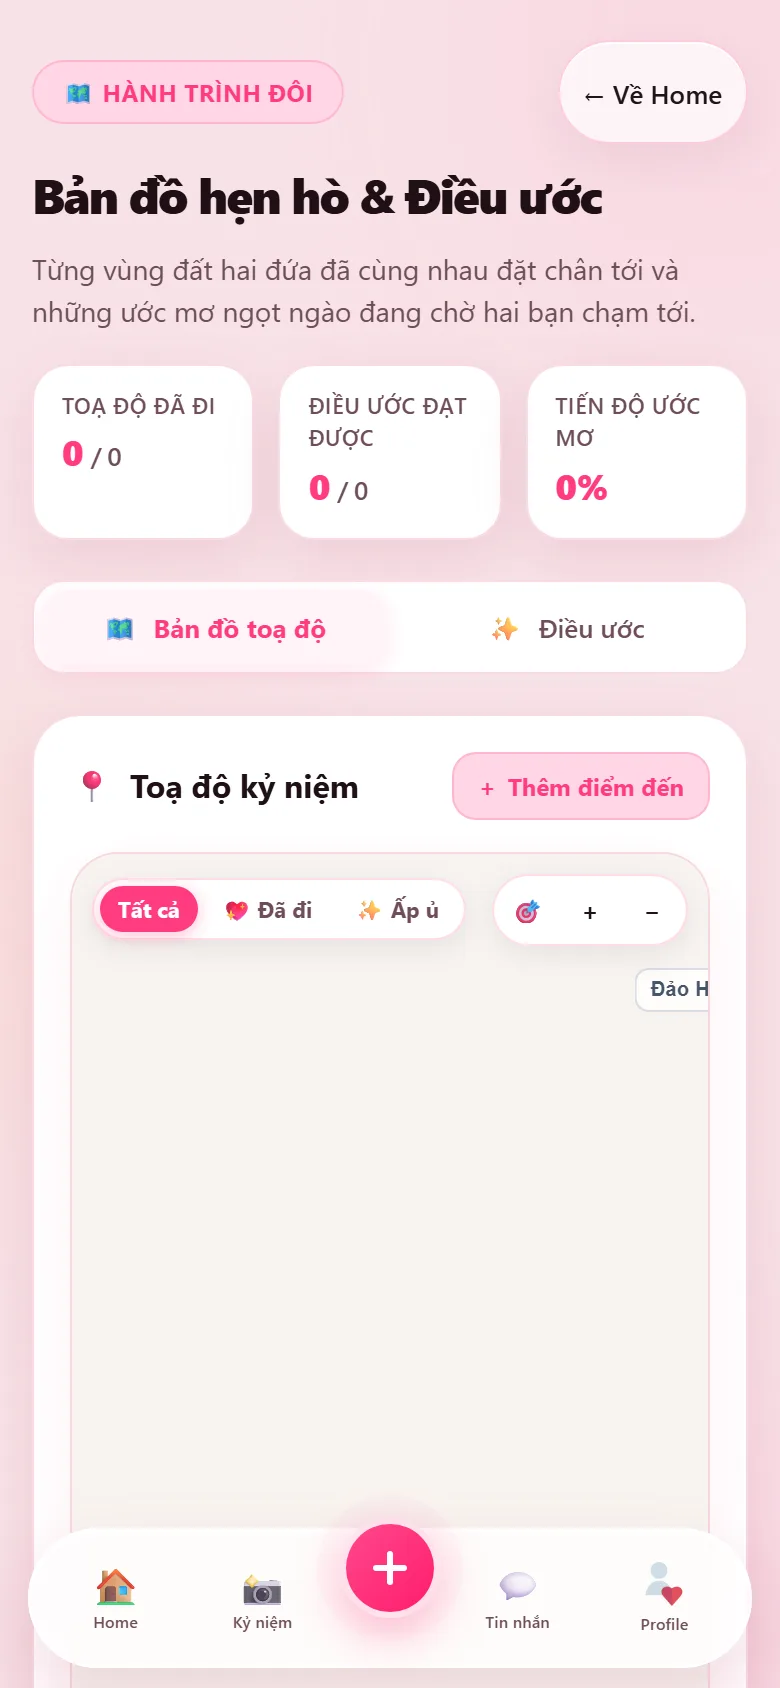 HÀNH TRÌNH ĐÔI
← Về Home
Bản đồ hẹn hò & Điều ước
Từng vùng đất hai đứa đã cùng nhau đặt chân tới và
những ước mơ ngọt ngào đang chờ hai bạn chạm tới.
TOẠ ĐỘ ĐÃ ĐI
0 / 0
ĐIỀU ƯỚC ĐẠT
ĐƯỢC
0 / 0
TIẾN ĐỘ ƯỚC
MƠ
0%
Bản đồ toạ độ
Điều ước
Toạ độ kỷ niệm
+ Thêm điểm đến
Tất cả
Đã đi
Ấp ủ
+
−
Đảo H
Home
Kỷ niệm
Tin nhắn
Profile